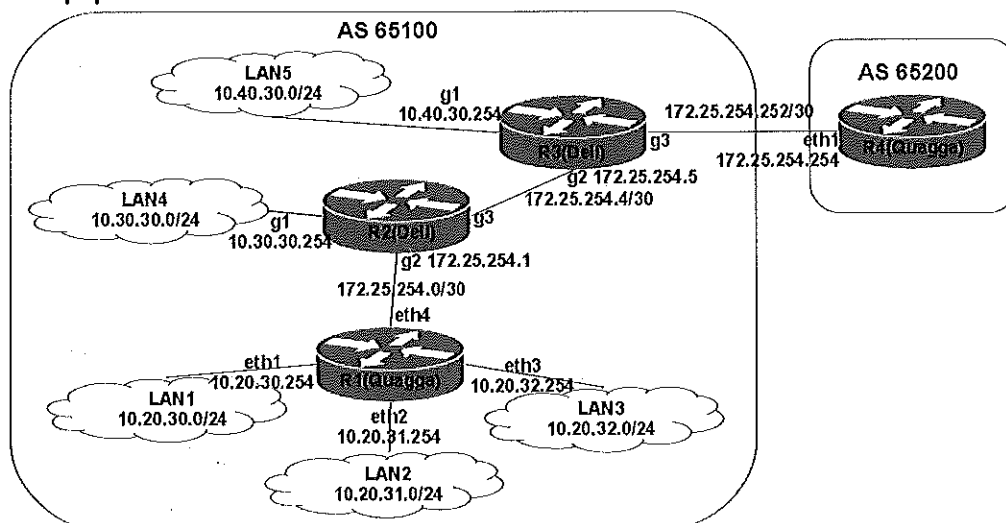 AS 65100
AS 65200
LAN5
10.40.30.0/24
g1
10.40.30.254
R3(Dell)
g3
172.25.254.252/30
eth1
172.25.254.254
R4(Quagga)
g2 172.25.254.5
172.25.254.4/30
LAN4
10.30.30.0/24
g1
10.30.30.254
R2(Dell)
g3
g2 172.25.254.1
172.25.254.0/30
eth4
eth1
10.20.30.254
R1(Quagga)
eth3
10.20.32.254
LAN1
10.20.30.0/24
eth2
10.20.31.254
LAN3
10.20.32.0/24
LAN2
10.20.31.0/24